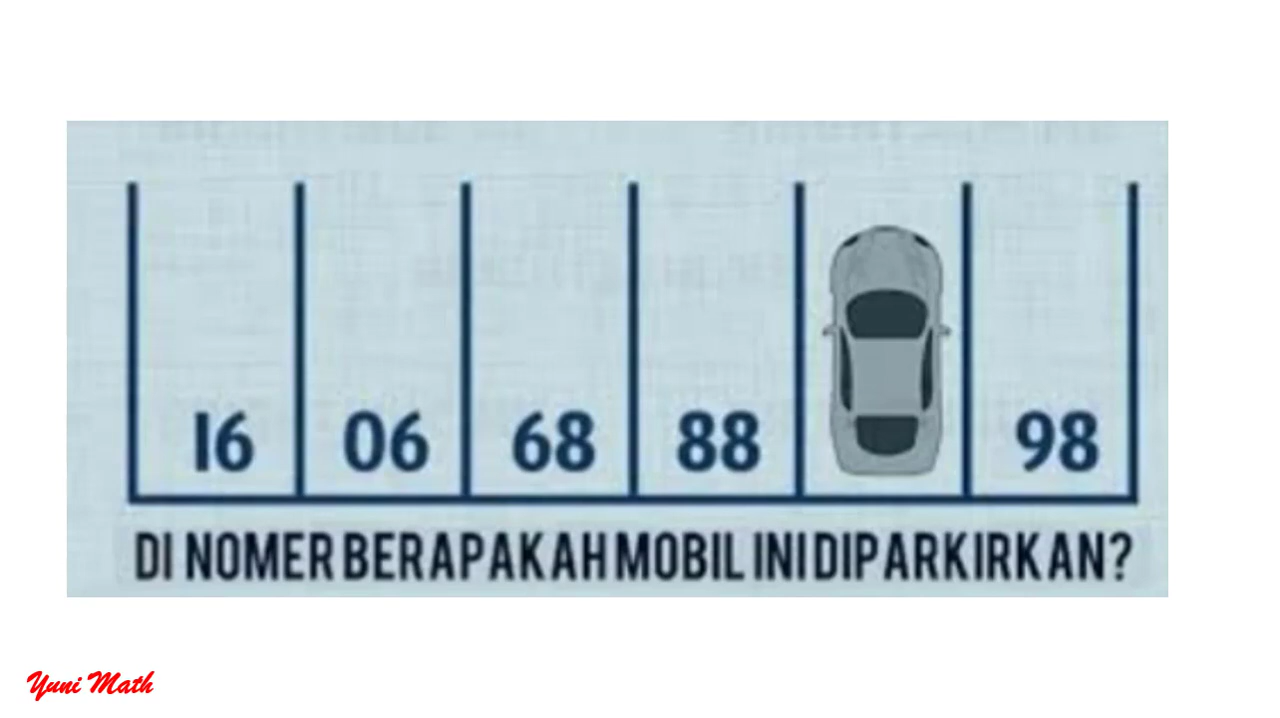 16 06 68 88 98
DI NOMER BERAPAKAH MOBIL INI DIPARKIRKAN?
Yuni Math